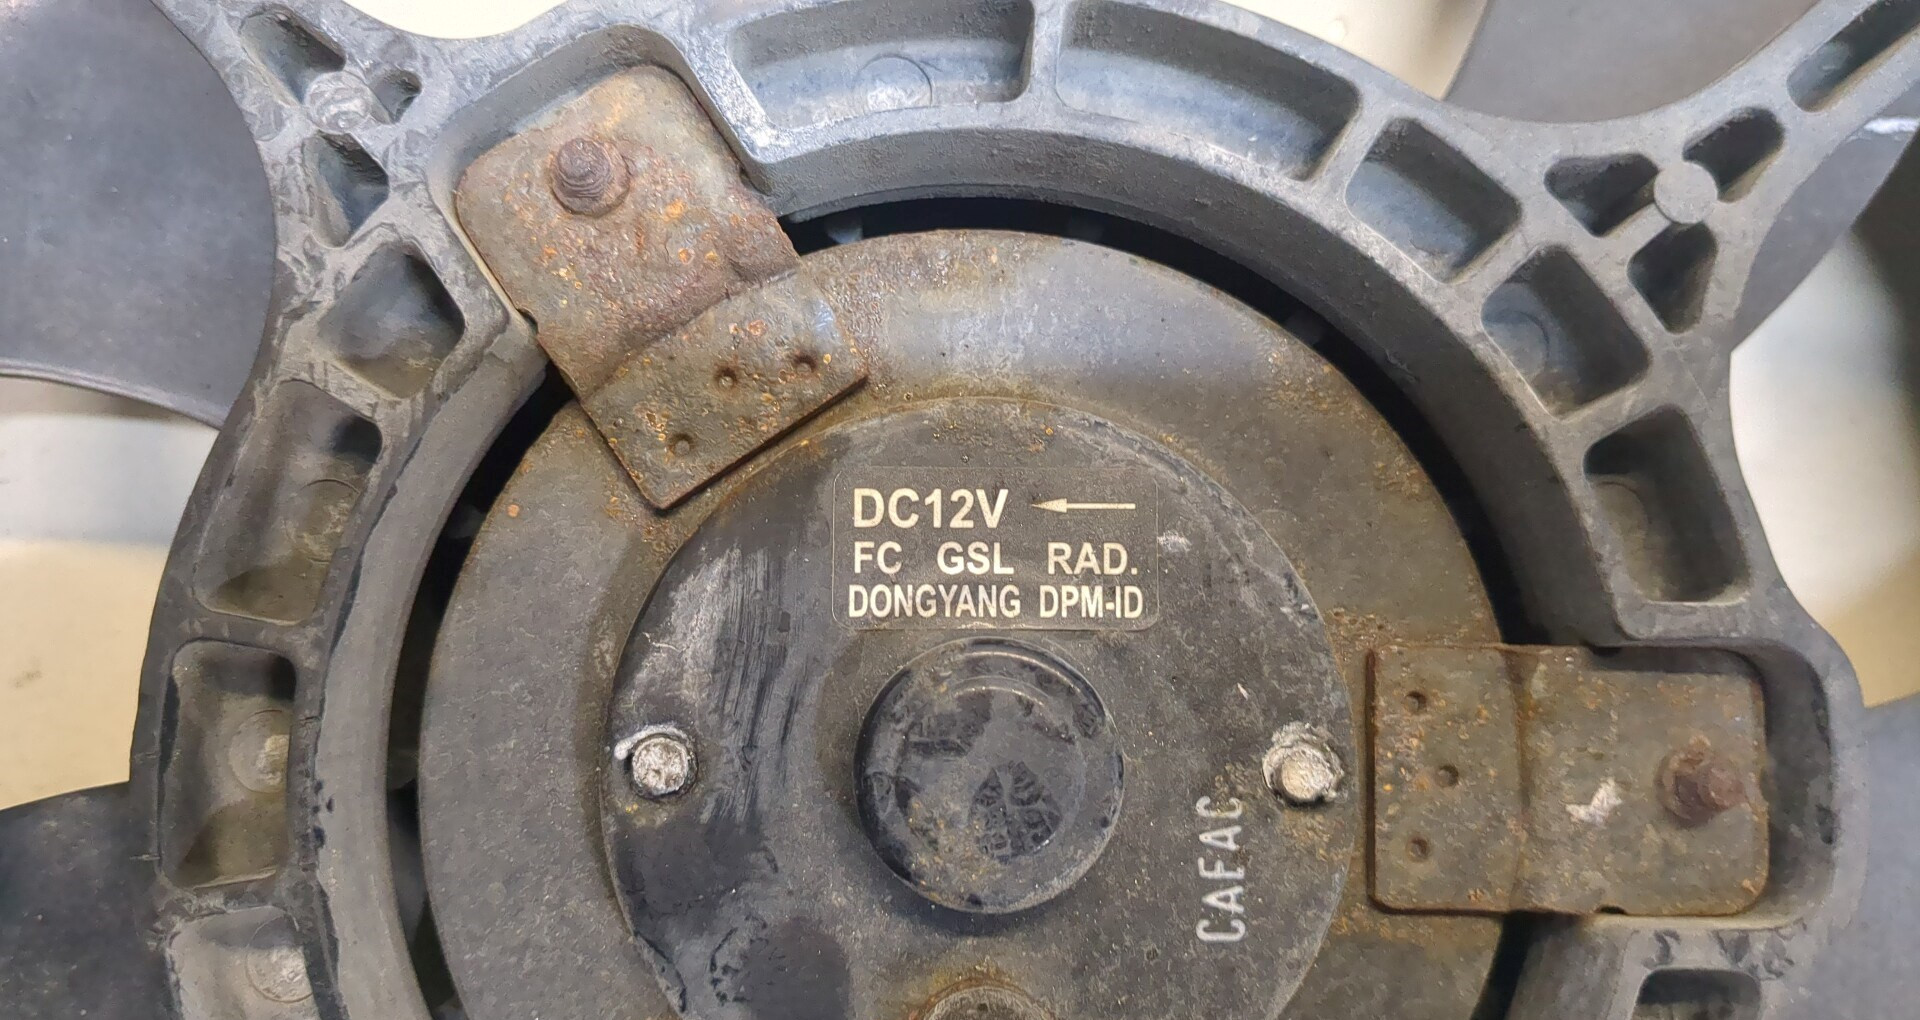 DC12V ←
FC GSL RAD.
DONGYANG DPM-ID
CAFAC